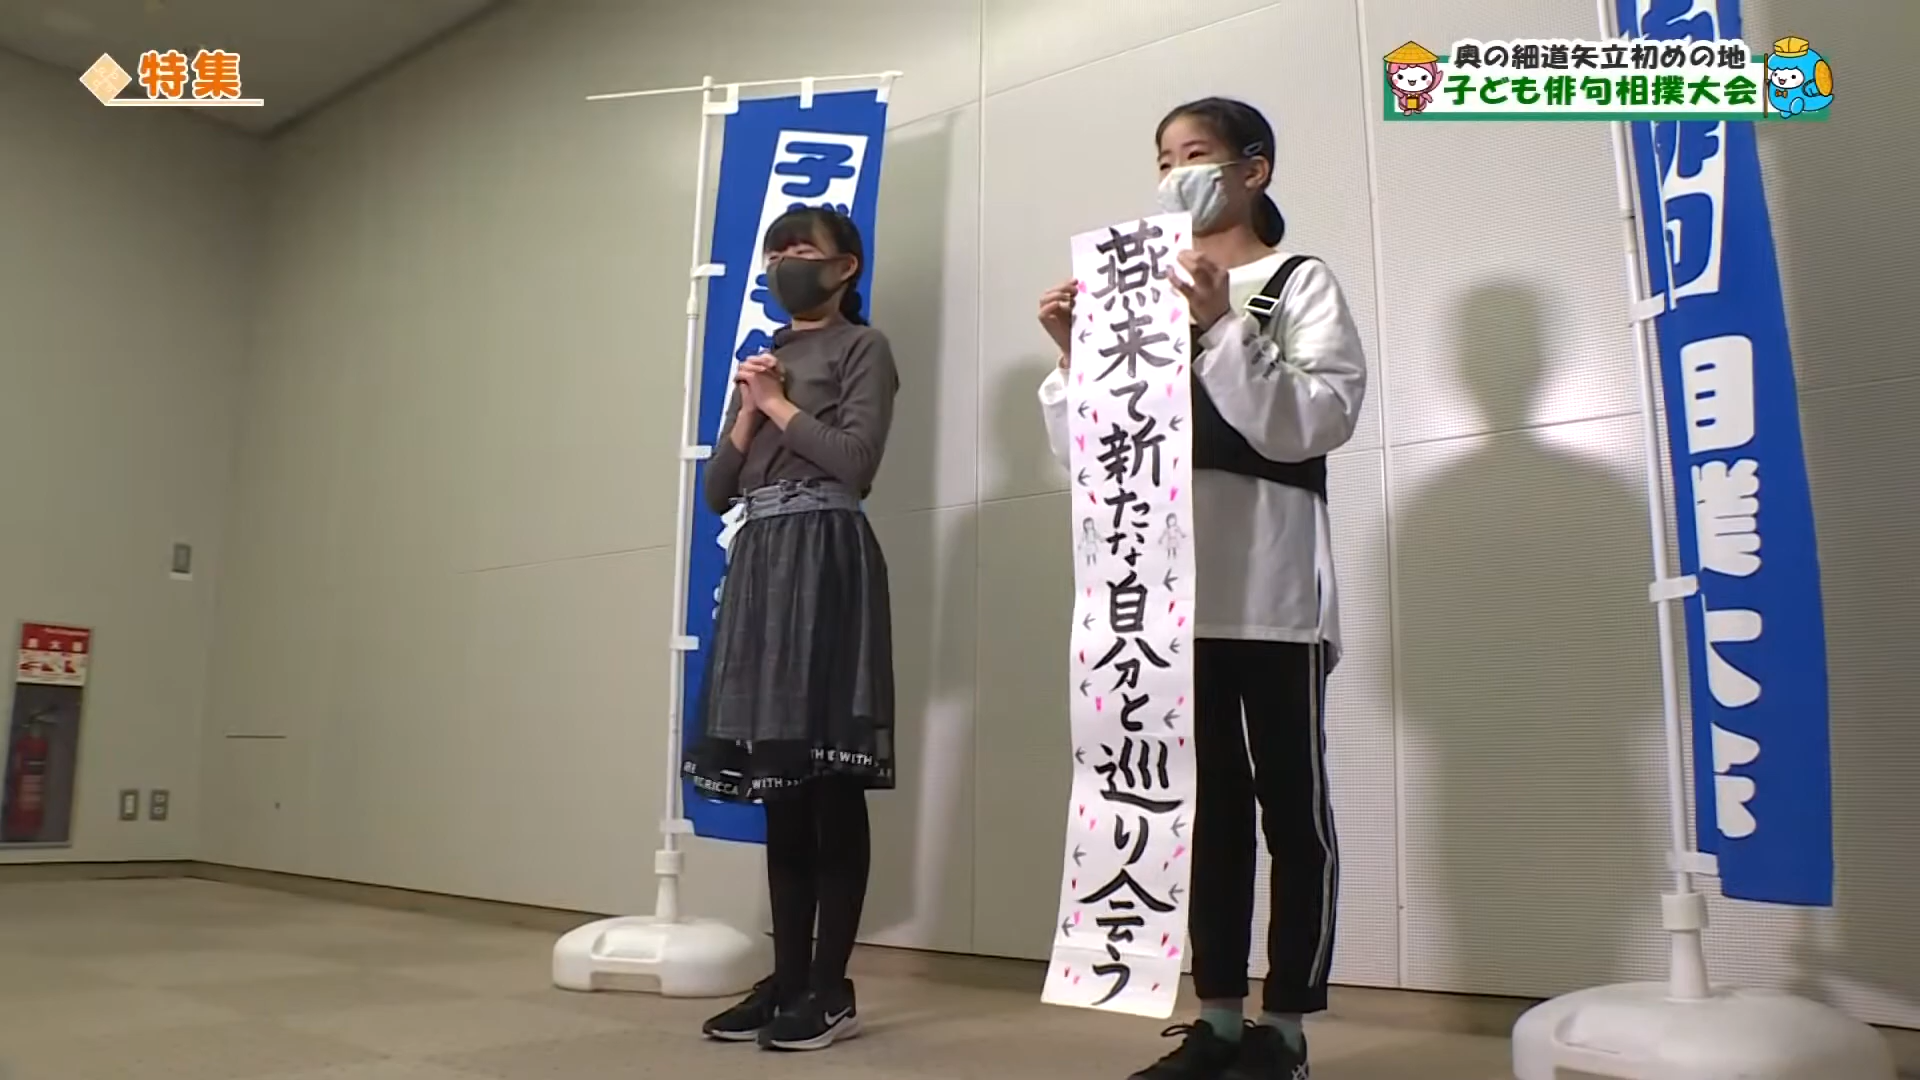 特集
奥の細道矢立初めの地
子ども俳句相撲大会
燕来て新たな自分と巡り会う
WITH